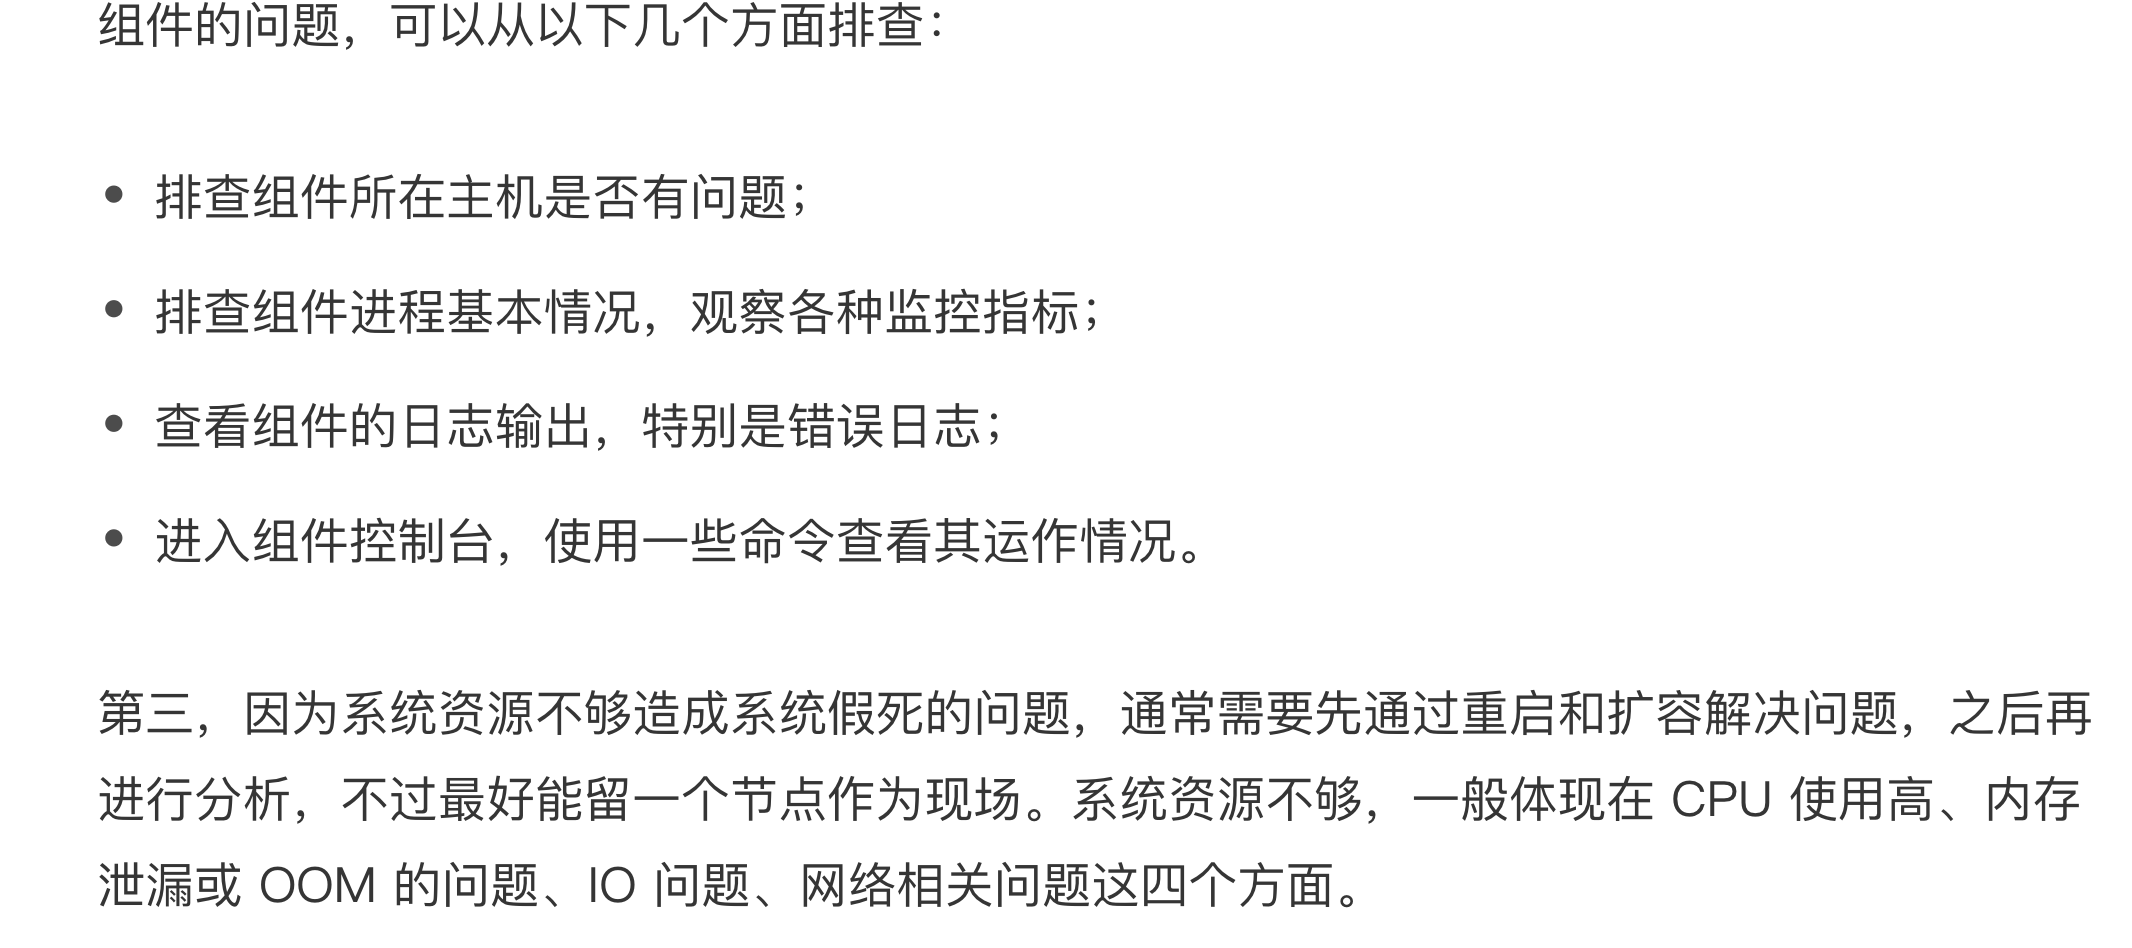 组件的问题，可以从以下几个方面排查：
• 排查组件所在主机是否有问题；
• 排查组件进程基本情况，观察各种监控指标；
• 查看组件的日志输出，特别是错误日志；
• 进入组件控制台，使用一些命令查看其运作情况。
第三，因为系统资源不够造成系统假死的问题，通常需要先通过重启和扩容解决问题，之后再
进行分析，不过最好能留一个节点作为现场。系统资源不够，一般体现在 CPU 使用高、内存
泄漏或 OOM 的问题、IO 问题、网络相关问题这四个方面。